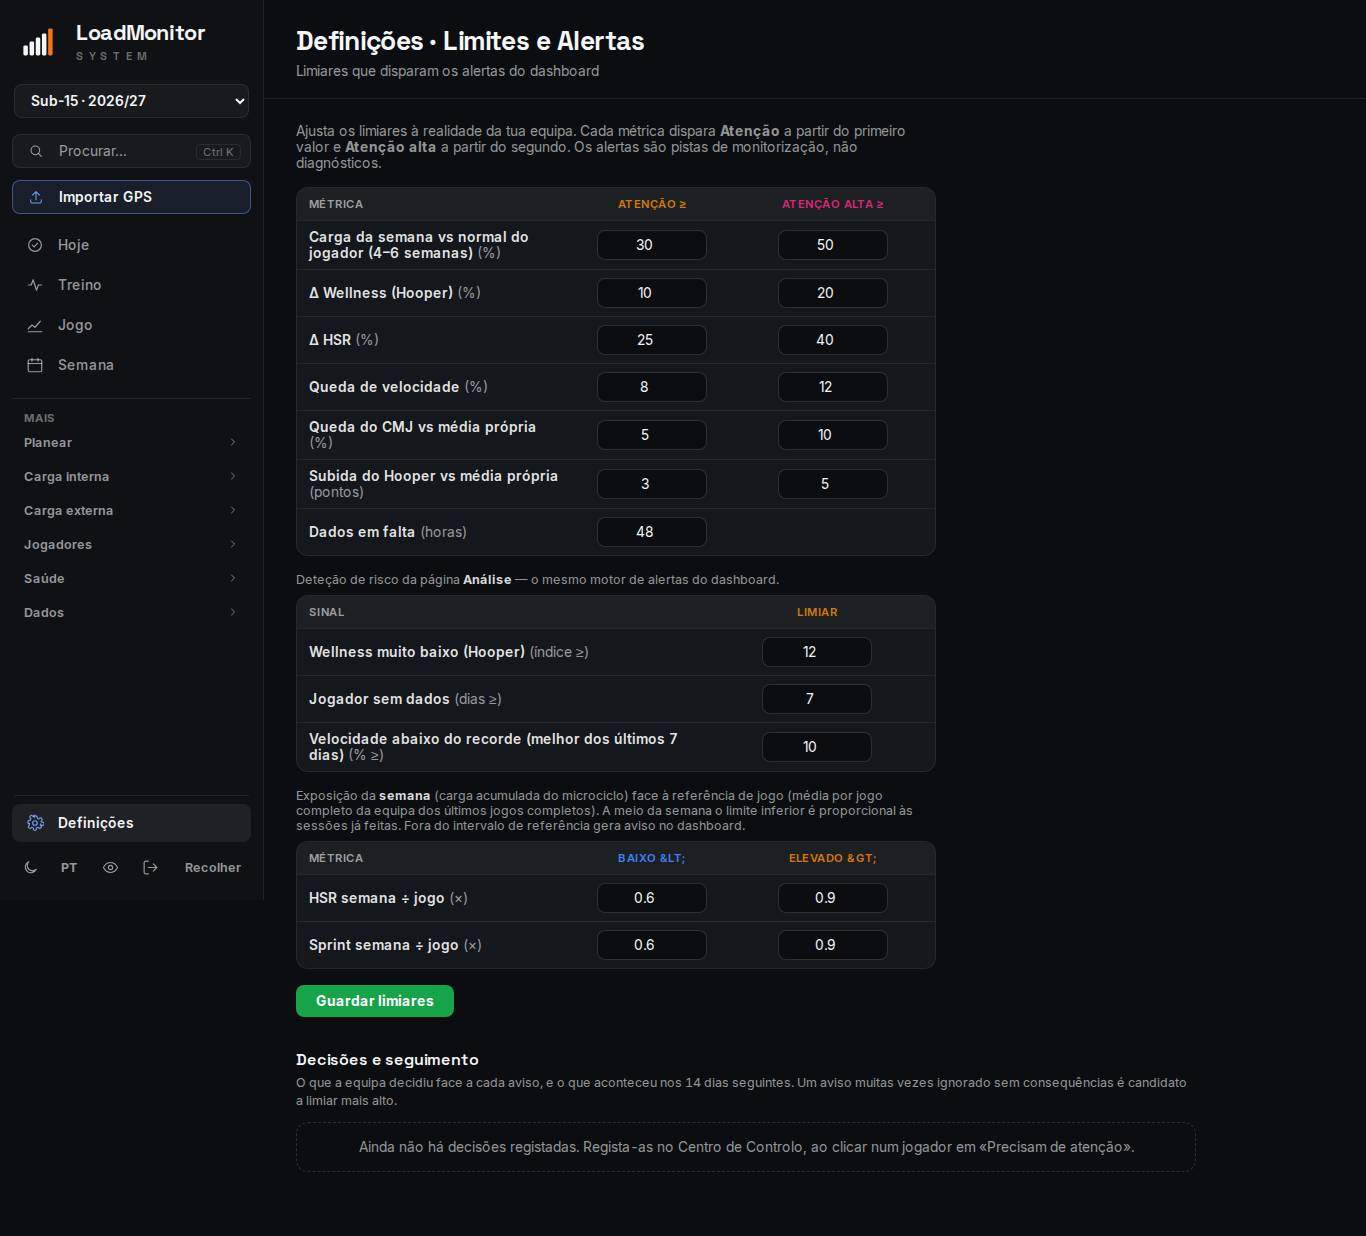 LoadMonitor
SYSTEM
Sub-15 · 2026/27
Procurar...
Ctrl K
Importar GPS
Hoje
Treino
Jogo
Semana
MAIS
Planear
Carga interna
Carga externa
Jogadores
Saúde
Dados
Definições
PT
Recolher
Definições · Limites e Alertas
Limiares que disparam os alertas do dashboard
Ajusta os limiares à realidade da tua equipa. Cada métrica dispara Atenção a partir do primeiro
valor e Atenção alta a partir do segundo. Os alertas são pistas de monitorização, não
diagnósticos.
MÉTRICA ATENÇÃO ≥ ATENÇÃO ALTA ≥
Carga da semana vs normal do
jogador (4–6 semanas) (%) 30 50
Δ Wellness (Hooper) (%) 10 20
Δ HSR (%) 25 40
Queda de velocidade (%) 8 12
Queda do CMJ vs média própria
(%) 5 10
Subida do Hooper vs média própria
(pontos) 3 5
Dados em falta (horas) 48
Deteção de risco da página Análise — o mesmo motor de alertas do dashboard.
SINAL LIMIAR
Wellness muito baixo (Hooper) (índice ≥) 12
Jogador sem dados (dias ≥) 7
Velocidade abaixo do recorde (melhor dos últimos 7
dias) (% ≥) 10
Exposição da semana (carga acumulada do microciclo) face à referência de jogo (média por jogo
completo da equipa dos últimos jogos completos). A meio da semana o limite inferior é proporcional às
sessões já feitas. Fora do intervalo de referência gera aviso no dashboard.
MÉTRICA BAIXO &LT; ELEVADO &GT;
HSR semana ÷ jogo (×) 0.6 0.9
Sprint semana ÷ jogo (×) 0.6 0.9
Guardar limiares
Decisões e seguimento
O que a equipa decidiu face a cada aviso, e o que aconteceu nos 14 dias seguintes. Um aviso muitas vezes ignorado sem consequências é candidato
a limiar mais alto.
Ainda não há decisões registadas. Regista-as no Centro de Controlo, ao clicar num jogador em «Precisam de atenção».